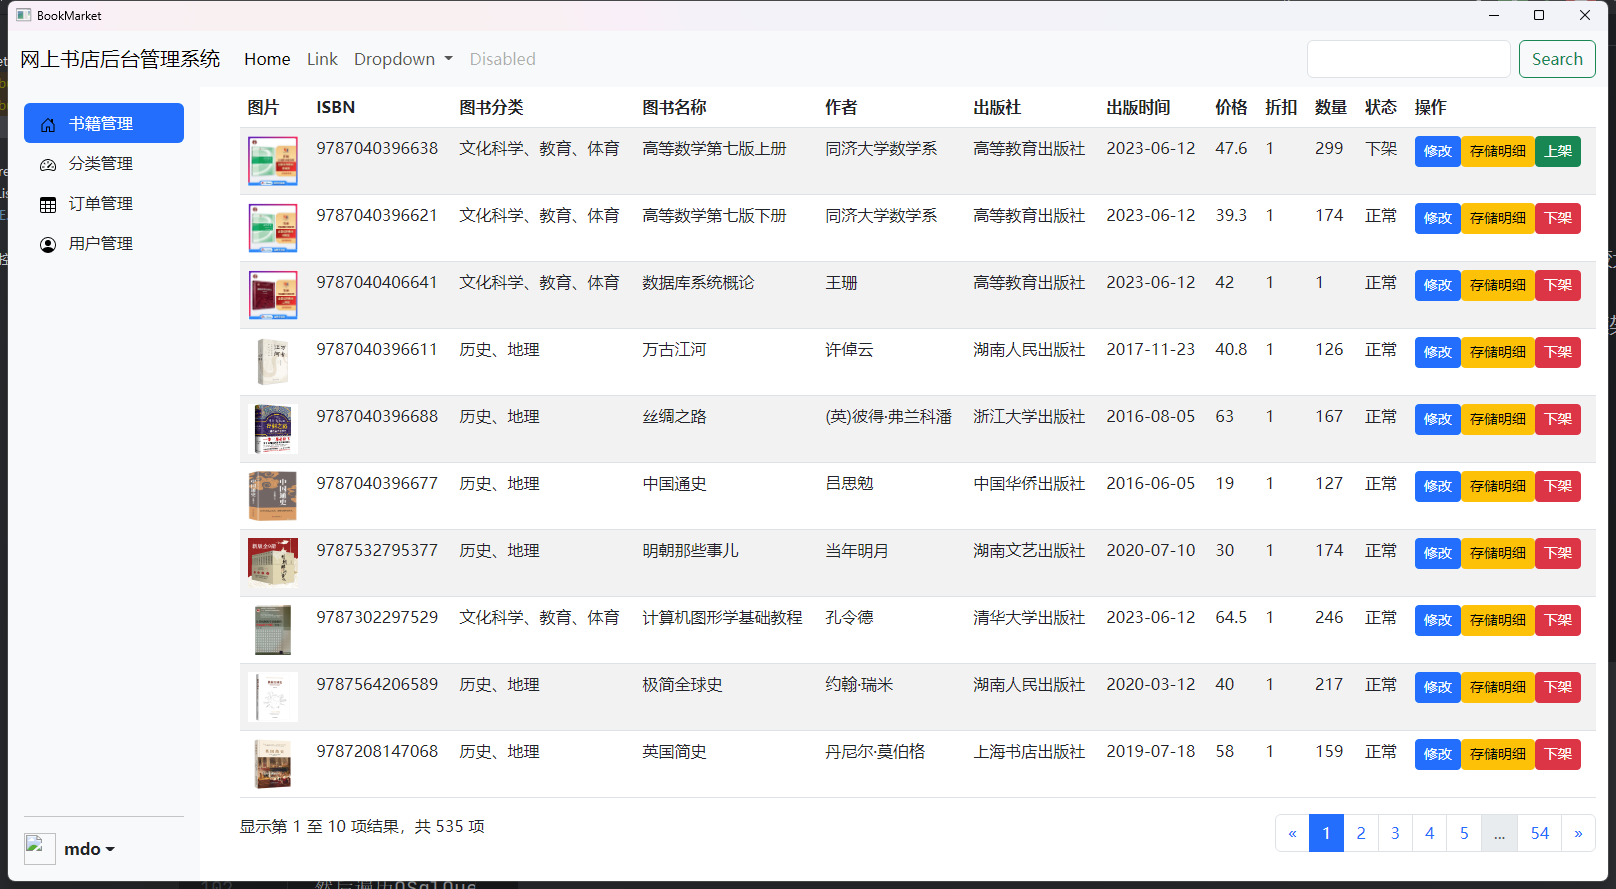 BookMarket
网上书店后台管理系统 Home Link Dropdown Disabled Search
书籍管理
分类管理
订单管理
用户管理
mdo
图片 ISBN 图书分类 图书名称 作者 出版社 出版时间 价格 折扣 数量 状态 操作
9787040396638 文化科学、教育、体育 高等数学第七版上册 同济大学数学系 高等教育出版社 2023-06-12 47.6 1 299 下架 修改 存储明细 上架
9787040396621 文化科学、教育、体育 高等数学第七版下册 同济大学数学系 高等教育出版社 2023-06-12 39.3 1 174 正常 修改 存储明细 下架
9787040406641 文化科学、教育、体育 数据库系统概论 王珊 高等教育出版社 2023-06-12 42 1 1 正常 修改 存储明细 下架
9787040396611 历史、地理 万古江河 许倬云 湖南人民出版社 2017-11-23 40.8 1 126 正常 修改 存储明细 下架
9787040396688 历史、地理 丝绸之路 (英)彼得·弗兰科潘 浙江大学出版社 2016-08-05 63 1 167 正常 修改 存储明细 下架
9787040396677 历史、地理 中国通史 吕思勉 中国华侨出版社 2016-06-05 19 1 127 正常 修改 存储明细 下架
9787532795377 历史、地理 明朝那些事儿 当年明月 湖南文艺出版社 2020-07-10 30 1 174 正常 修改 存储明细 下架
9787302297529 文化科学、教育、体育 计算机图形学基础教程 孔令德 清华大学出版社 2023-06-12 64.5 1 246 正常 修改 存储明细 下架
9787564206589 历史、地理 极简全球史 约翰·瑞米 湖南人民出版社 2020-03-12 40 1 217 正常 修改 存储明细 下架
9787208147068 历史、地理 英国简史 丹尼尔·莫伯格 上海书店出版社 2019-07-18 58 1 159 正常 修改 存储明细 下架
显示第 1 至 10 项结果，共 535 项 « 1 2 3 4 5 ... 54 »